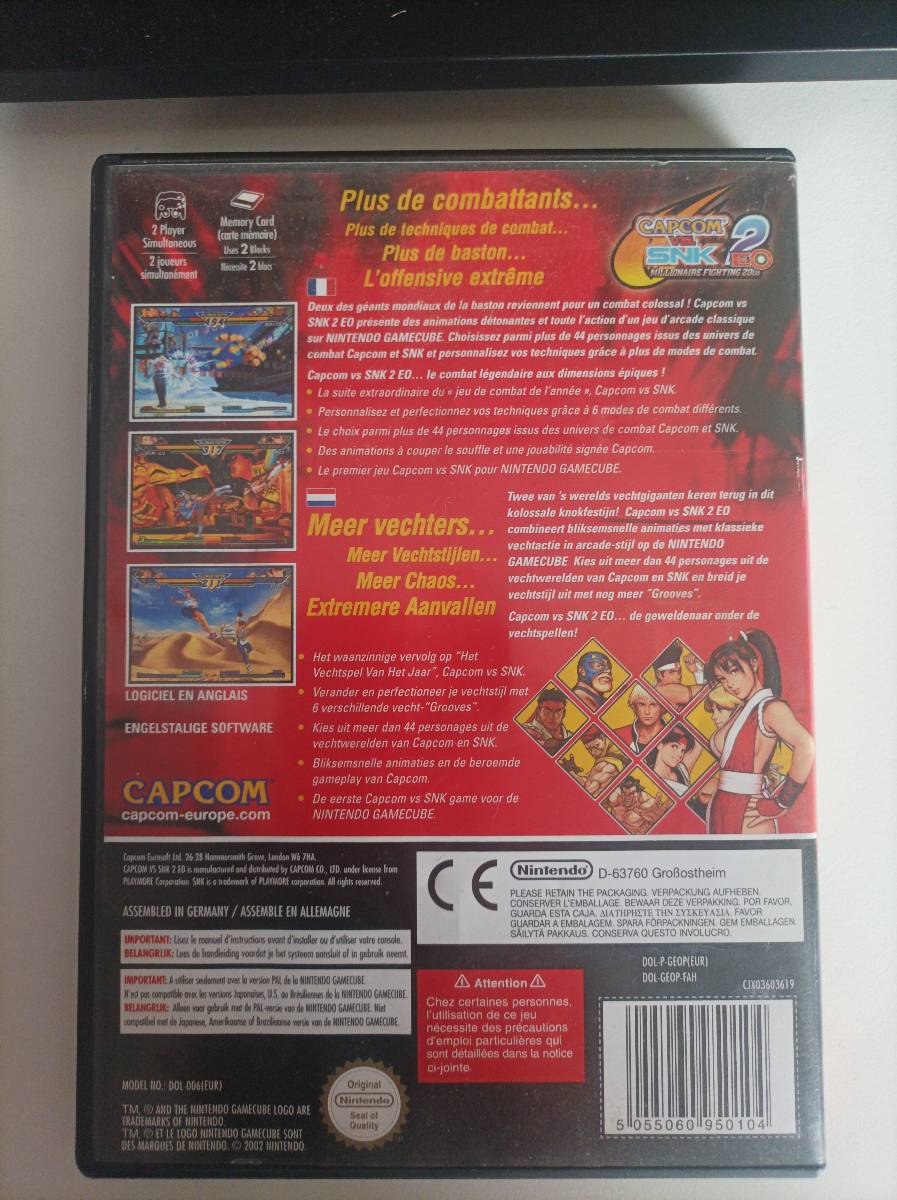 2 Player
Simultaneous
2 joueurs
simultanément
Memory Card
(carte mémoire)
Uses 2 Blocks
Nécessite 2 blocs
Plus de combattants...
Plus de techniques de combat...
Plus de baston...
L'offensive extrême
CAPCOM
VS.
SNK 2 EO
MILLIONAIRE FIGHTING 2001
Deux des géants mondiaux de la baston reviennent pour un combat colossal ! Capcom vs
SNK 2 EO présente des animations détonantes et toute l'action d'un jeu d'arcade classique
sur NINTENDO GAMECUBE. Choisissez parmi plus de 44 personnages issus des univers de
combat Capcom et SNK et personnalisez vos techniques grâce à plus de modes de combat.
Capcom vs SNK 2 EO... le combat légendaire aux dimensions épiques !
• La suite extraordinaire du « jeu de combat de l'année », Capcom vs SNK.
• Personnalisez et perfectionnez vos techniques grâce à 6 modes de combat différents.
• Le choix parmi plus de 44 personnages issus des univers de combat Capcom et SNK.
• Des animations à couper le souffle et une jouabilité signée Capcom.
• Le premier jeu Capcom vs SNK pour NINTENDO GAMECUBE.
Meer vechters...
Meer Vechtstijlen...
Meer Chaos...
Extremere Aanvallen
Twee van 's werelds vechtgiganten keren terug in dit
kolossale knokfestijn! Capcom vs SNK 2 EO
combineert bliksemsnelle animaties met klassieke
vechtactie in arcade-stijl op de NINTENDO
GAMECUBE Kies uit meer dan 44 personages uit de
vechtwerelden van Capcom en SNK en breid je
vechtstijl uit met nog meer "Grooves".
Capcom vs SNK 2 EO... de geweldenaar onder de
vechtspellen!
• Het waanzinnige vervolg op "Het
Vechtspel Van Het Jaar", Capcom vs SNK.
• Verander en perfectioneer je vechtstijl met
6 verschillende vecht-"Grooves".
• Kies uit meer dan 44 personages uit de
vechtwerelden van Capcom en SNK.
• Bliksemsnelle animaties en de beroemde
gameplay van Capcom.
• De eerste Capcom vs SNK game voor de
NINTENDO GAMECUBE.
LOGICIEL EN ANGLAIS
ENGELSTALIGE SOFTWARE
CAPCOM
capcom-europe.com
Capcom Eurosoft Ltd. 26-28 Hammersmith Grove, London W6 7HA.
CAPCOM VS SNK 2 EO is manufactured and distributed by CAPCOM CO., LTD. under license from
PLAYMORE Corporation. SNK is a trademark of PLAYMORE corporation. All rights reserved.
ASSEMBLED IN GERMANY / ASSEMBLE EN ALLEMAGNE
IMPORTANT: Lisez le manuel d'instructions avant d'installer ou d'utiliser votre console.
BELANGRIJK: Lees de handleiding voordat je het systeem aansluit of in gebruik neemt.
IMPORTANT: A utiliser seulement avec la version PAL de la NINTENDO GAMECUBE.
N'est pas compatible avec les versions Japonaises, U.S. ou Brésiliennes de la NINTENDO GAMECUBE.
BELANGRIJK: Alleen voor gebruik met de PAL-versie van de NINTENDO GAMECUBE. Niet
compatibel met de Japanse, Amerikaanse of Braziliaanse versie van de NINTENDO GAMECUBE.
CE
Nintendo D-63760 Großostheim
PLEASE RETAIN THE PACKAGING. VERPACKUNG AUFHEBEN.
CONSERVER L'EMBALLAGE. BEWAAR DEZE VERPAKKING. POR FAVOR,
GUARDA ESTA CAJA. ΔΙΑΤΗΡΗΣΤΕ ΤΗΝ ΣΥΣΚΕΥΑΣΙΑ. FAVOR
GUARDAR A EMBALAGEM. SPARA FÖRPACKNINGEN. GEM EMBALLAGEN.
SÄILYTÄ PAKKAUS. CONSERVA QUESTO INVOLUCRO.
DOL-P-GEOP(EUR)
DOL-GEOP-FAH
CJX03603619
Attention
Chez certaines personnes,
l'utilisation de ce jeu
nécessite des précautions
d'emploi particulières qui
sont détaillées dans la notice
ci-jointe.
MODEL NO.: DOL-006(EUR)
TM, ® AND THE NINTENDO GAMECUBE LOGO ARE
TRADEMARKS OF NINTENDO.
TM, ® ET LE LOGO NINTENDO GAMECUBE SONT
DES MARQUES DE NINTENDO. © 2002 NINTENDO.
Original
Nintendo
Seal of
Quality
5 055060 950104